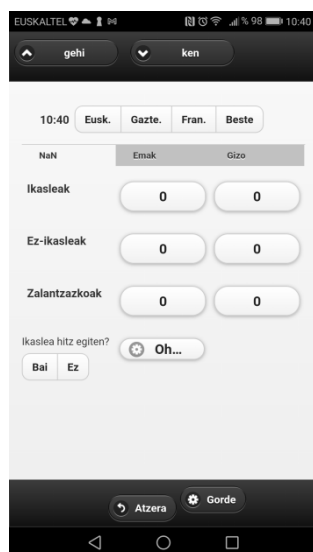 EUSKALTEL % 98 10:40
gehi ken
10:40 Eusk. Gazte. Fran. Beste
NaN Emak Gizo
Ikasleak 0 0
Ez-ikasleak 0 0
Zalantzazkoak 0 0
Ikaslea hitz egiten? Oh...
Bai Ez
Atzera Gorde